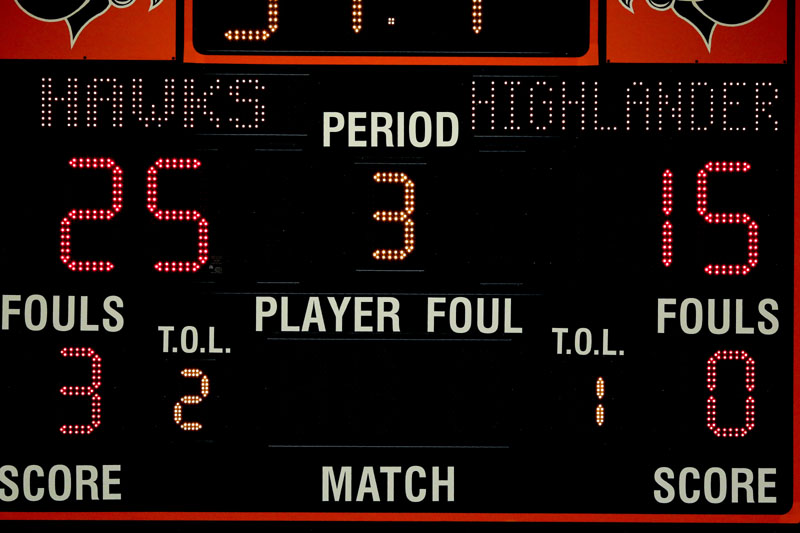 HAWKS HIGHLANDER
PERIOD
25 3 15
FOULS PLAYER FOUL FOULS
T.O.L. T.O.L.
3 2 1 0
SCORE MATCH SCORE